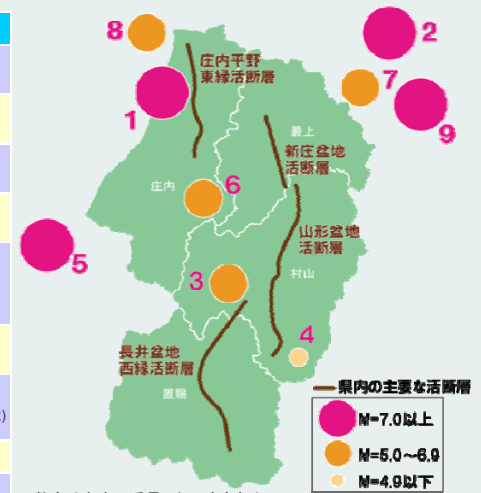 8
2
庄内平野
東縁活断層
7
1
9
最上
新庄盆地
活断層
庄内
6
山形盆地
活断層
5
村山
3
4
長井盆地
西縁活断層
置賜
県内の主要な活断層
M=7.0以上
M=5.0～6.9
M=4.9以下